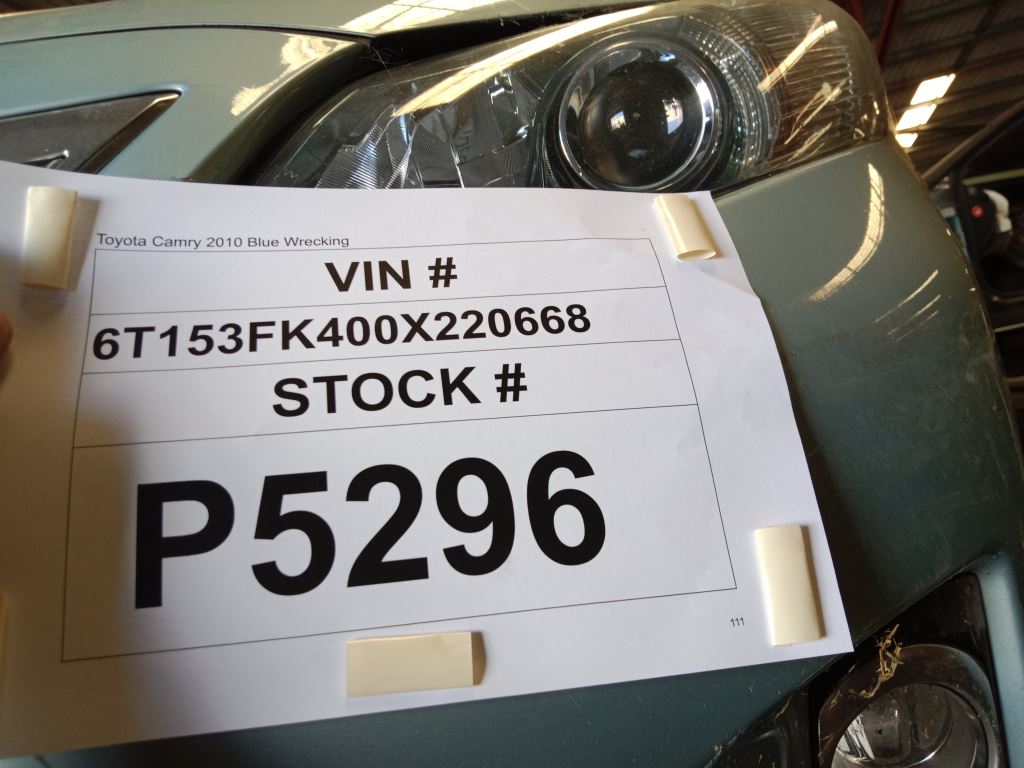 Toyota Camry 2010 Blue Wrecking
VIN #
6T153FK400X220668
STOCK #
P5296
111